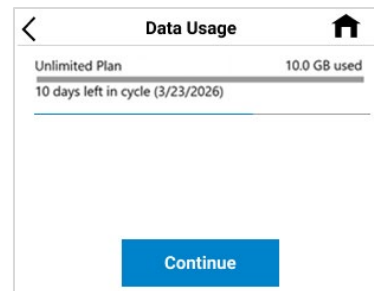 Data Usage
Unlimited Plan 10.0 GB used
10 days left in cycle (3/23/2026)
Continue